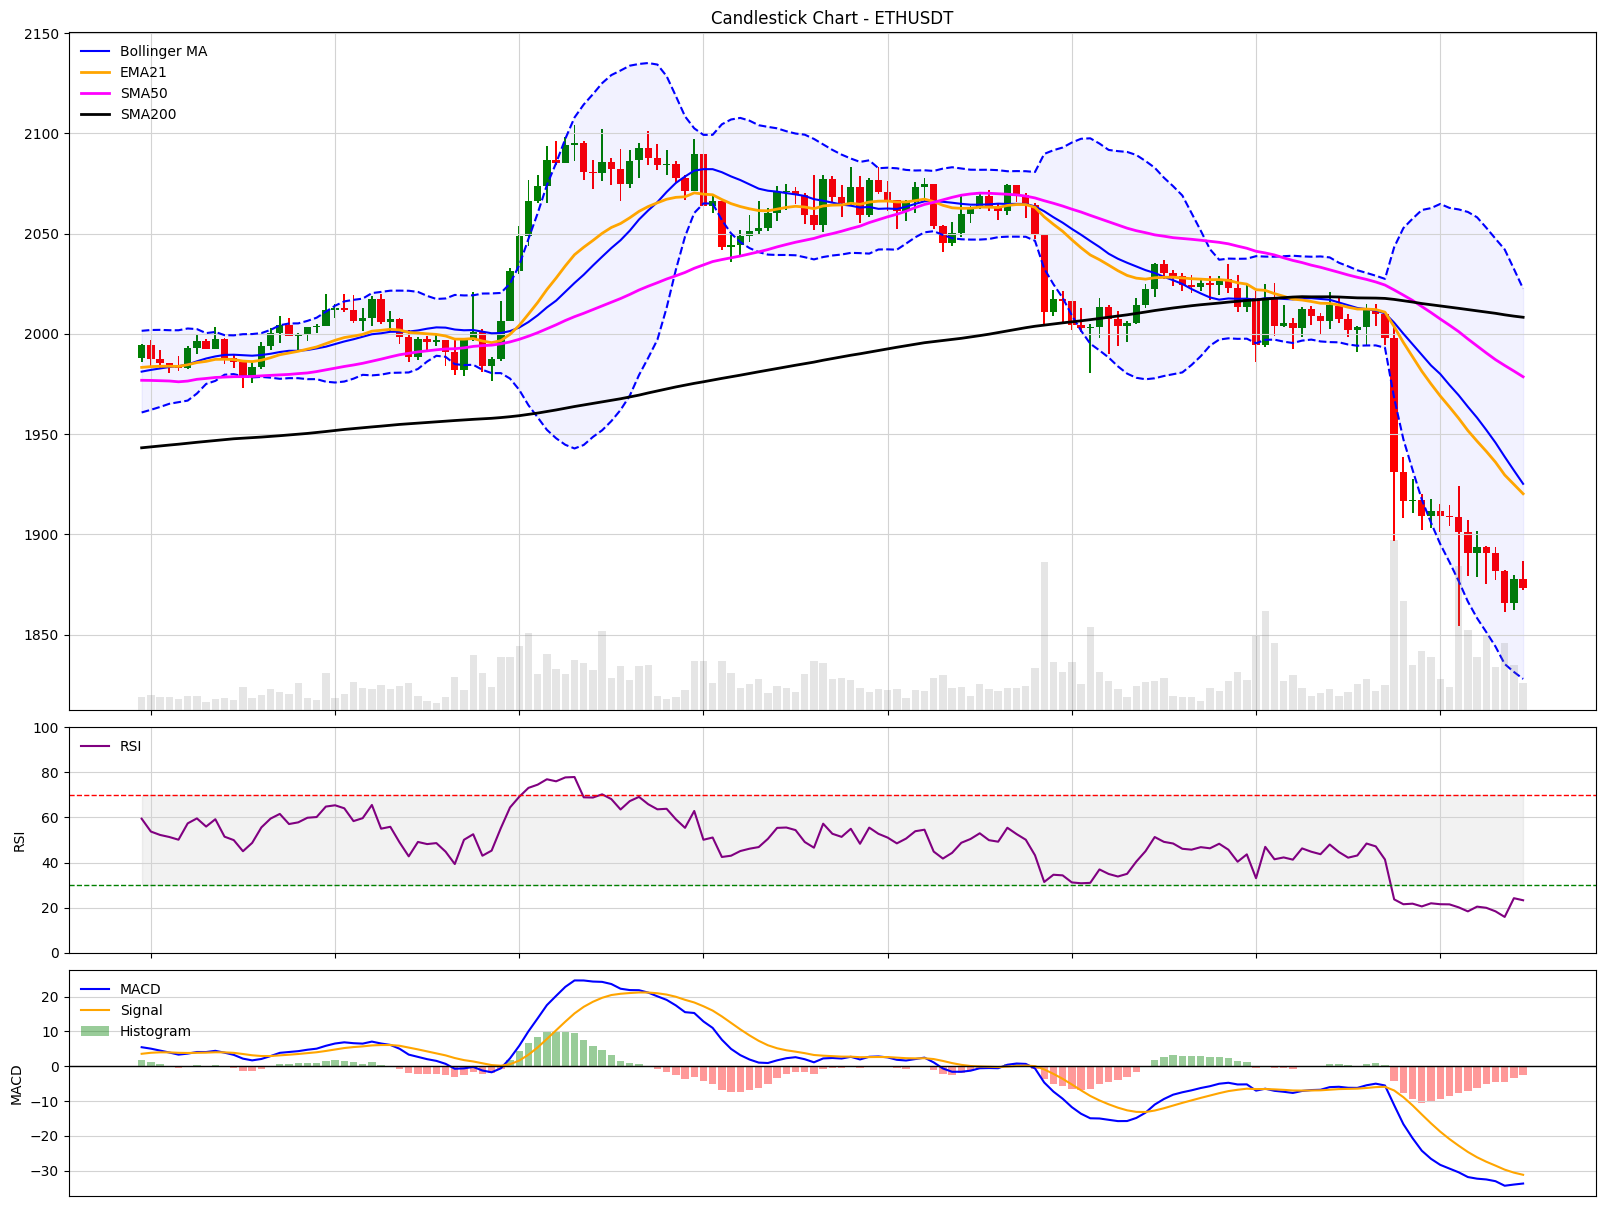 Candlestick Chart - ETHUSDT
2150
2100
2050
2000
1950
1900
1850
Bollinger MA
EMA21
SMA50
SMA200
100
80
60
40
20
0
RSI
RSI
20
10
0
−10
−20
−30
MACD
MACD
Signal
Histogram